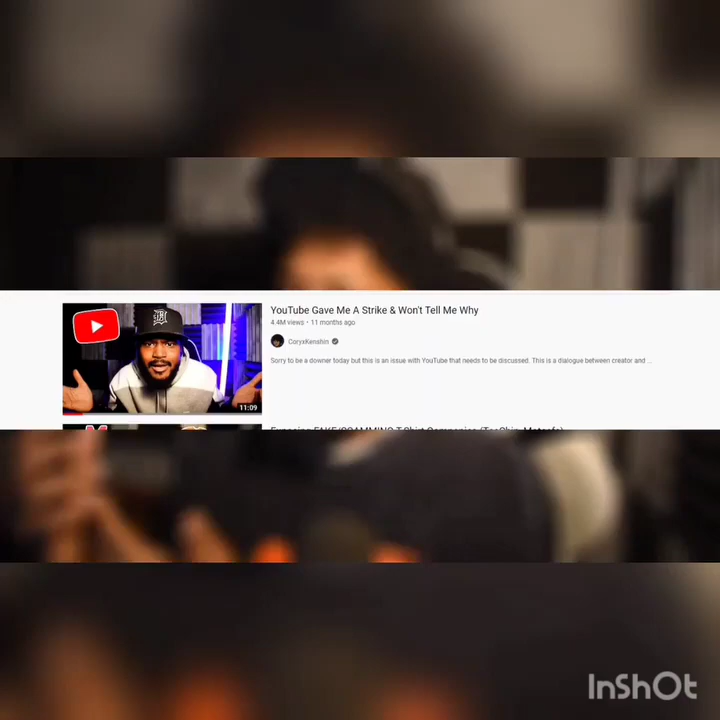 YouTube Gave Me A Strike & Won't Tell Me Why
4.4M views • 11 months ago
CoryxKenshin
Sorry to be a downer today but this is an issue with YouTube that needs to be discussed. This is a dialogue between creator and ...
11:09
InShOt